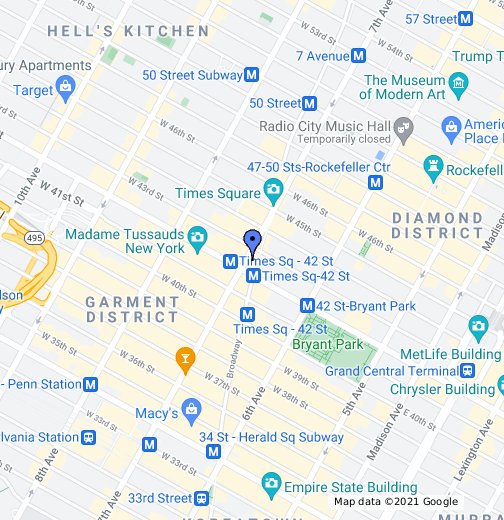 57 Street
7th Ave
W 53rd St
HELL'S KITCHEN
7 Avenue
Trump T
W 54th St
ury Apartments
50 Street Subway
The Museum
of Modern Art
Target
50 Street
Radio City Music Hall
Temporarily closed
Americ
Place
W 46th St
47-50 Sts-Rockefeller Ctr
Rockefel
10th Ave
W 43rd St
Times Square
W 41st St
W 45th St
DIAMOND
DISTRICT
Madison
495
Madame Tussauds
New York
W 46th St
Times Sq - 42 St
Times Sq-42 St
W 40th St
oln
GARMENT
DISTRICT
42 St-Bryant Park
Times Sq - 42 St
MetLife Building
W 35th St
W 36th St
Broadway
Bryant Park
W 39th St
Grand Central Terminal
- Penn Station
W 37th St
Chrysler Building
W 38th St
6th Ave
5th Ave
E 40th St
Macy's
W 33rd St
Madison Ave
lvania Station
34 St - Herald Sq Subway
Lexington Ave
8th Ave
W 33rd St
Empire State Building
33rd Street
Map data ©2021 Google
KOREATOWN
MURRA